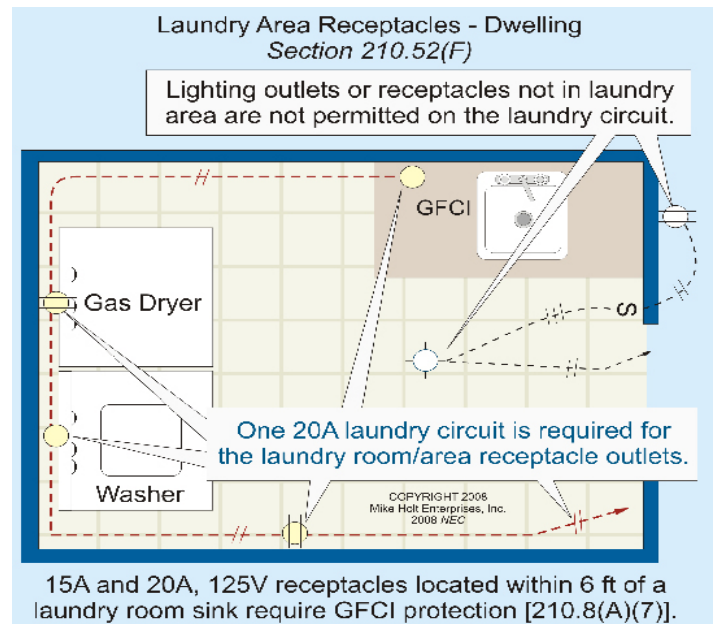 Laundry Area Receptacles - Dwelling
Section 210.52(F)
Lighting outlets or receptacles not in laundry
area are not permitted on the laundry circuit.
GFCI
S
Gas Dryer
One 20A laundry circuit is required for
the laundry room/area receptacle outlets.
Washer
COPYRIGHT 2008
Mike Holt Enterprises, Inc.
2008 NEC
15A and 20A, 125V receptacles located within 6 ft of a
laundry room sink require GFCI protection [210.8(A)(7)].